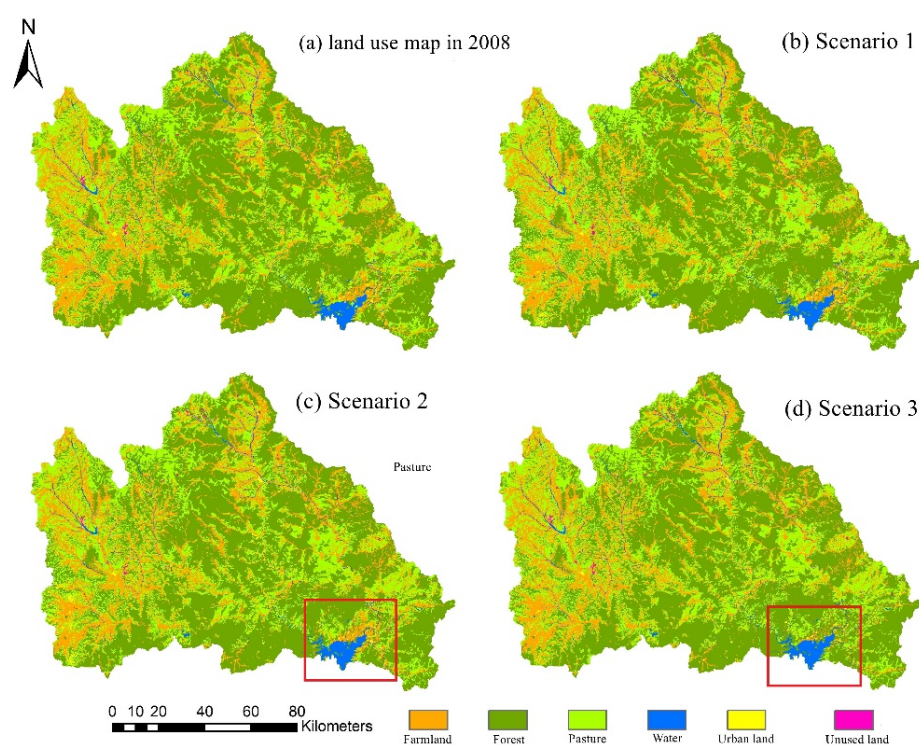 N
(a) land use map in 2008
(b) Scenario 1
(c) Scenario 2
(d) Scenario 3
Pasture
0 10 20 40 60 80
Kilometers
Farmland Forest Pasture Water Urban land Unused land